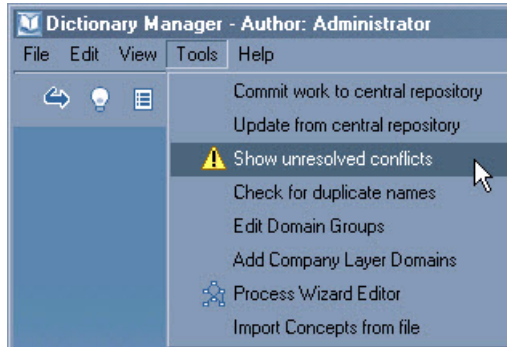 Dictionary Manager - Author: Administrator
File Edit View Tools Help
Commit work to central repository
Update from central repository
Show unresolved conflicts
Check for duplicate names
Edit Domain Groups
Add Company Layer Domains
Process Wizard Editor
Import Concepts from file